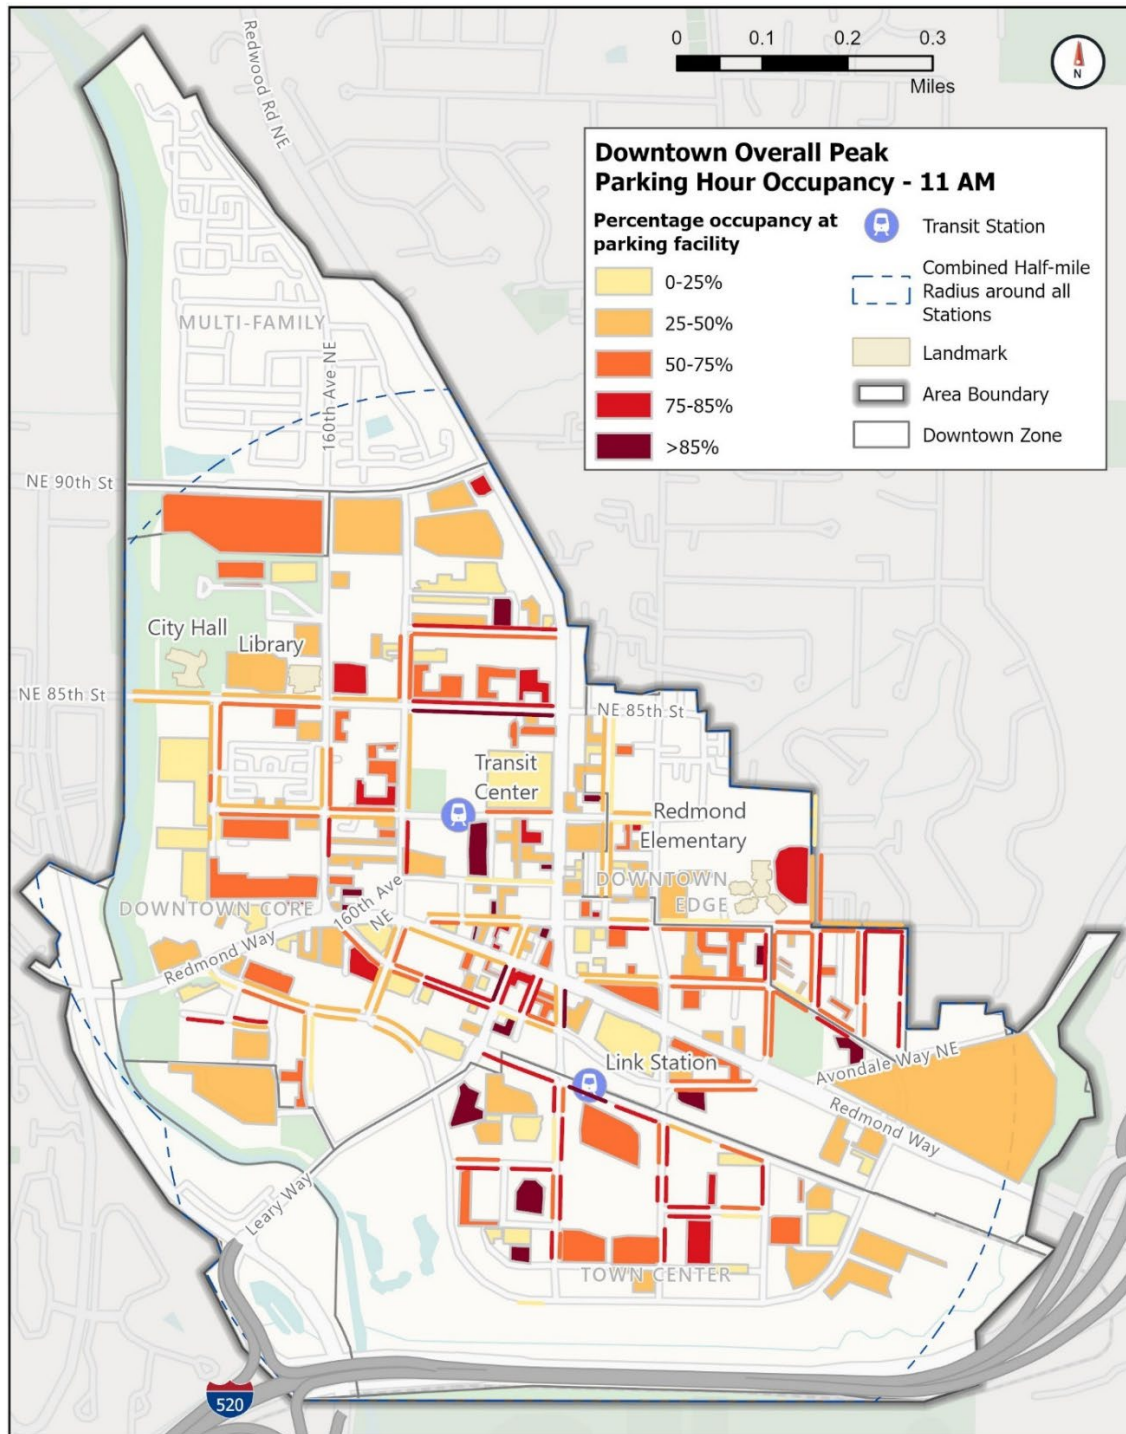 0 0.1 0.2 0.3
Miles
N
Redwood Rd NE
Downtown Overall Peak
Parking Hour Occupancy - 11 AM
Percentage occupancy at
parking facility
0-25%
25-50%
50-75%
75-85%
>85%
Transit Station
Combined Half-mile
Radius around all
Stations
Landmark
Area Boundary
Downtown Zone
MULTI-FAMILY
160th Ave NE
NE 90th St
City Hall
Library
NE 85th St
NE 85th St
Transit
Center
Redmond
Elementary
DOWNTOWN
EDGE
DOWNTOWN CORE
160th Ave
NE
Redmond Way
Link Station
Avondale Way NE
Redmond Way
Leary Way
TOWN CENTER
520